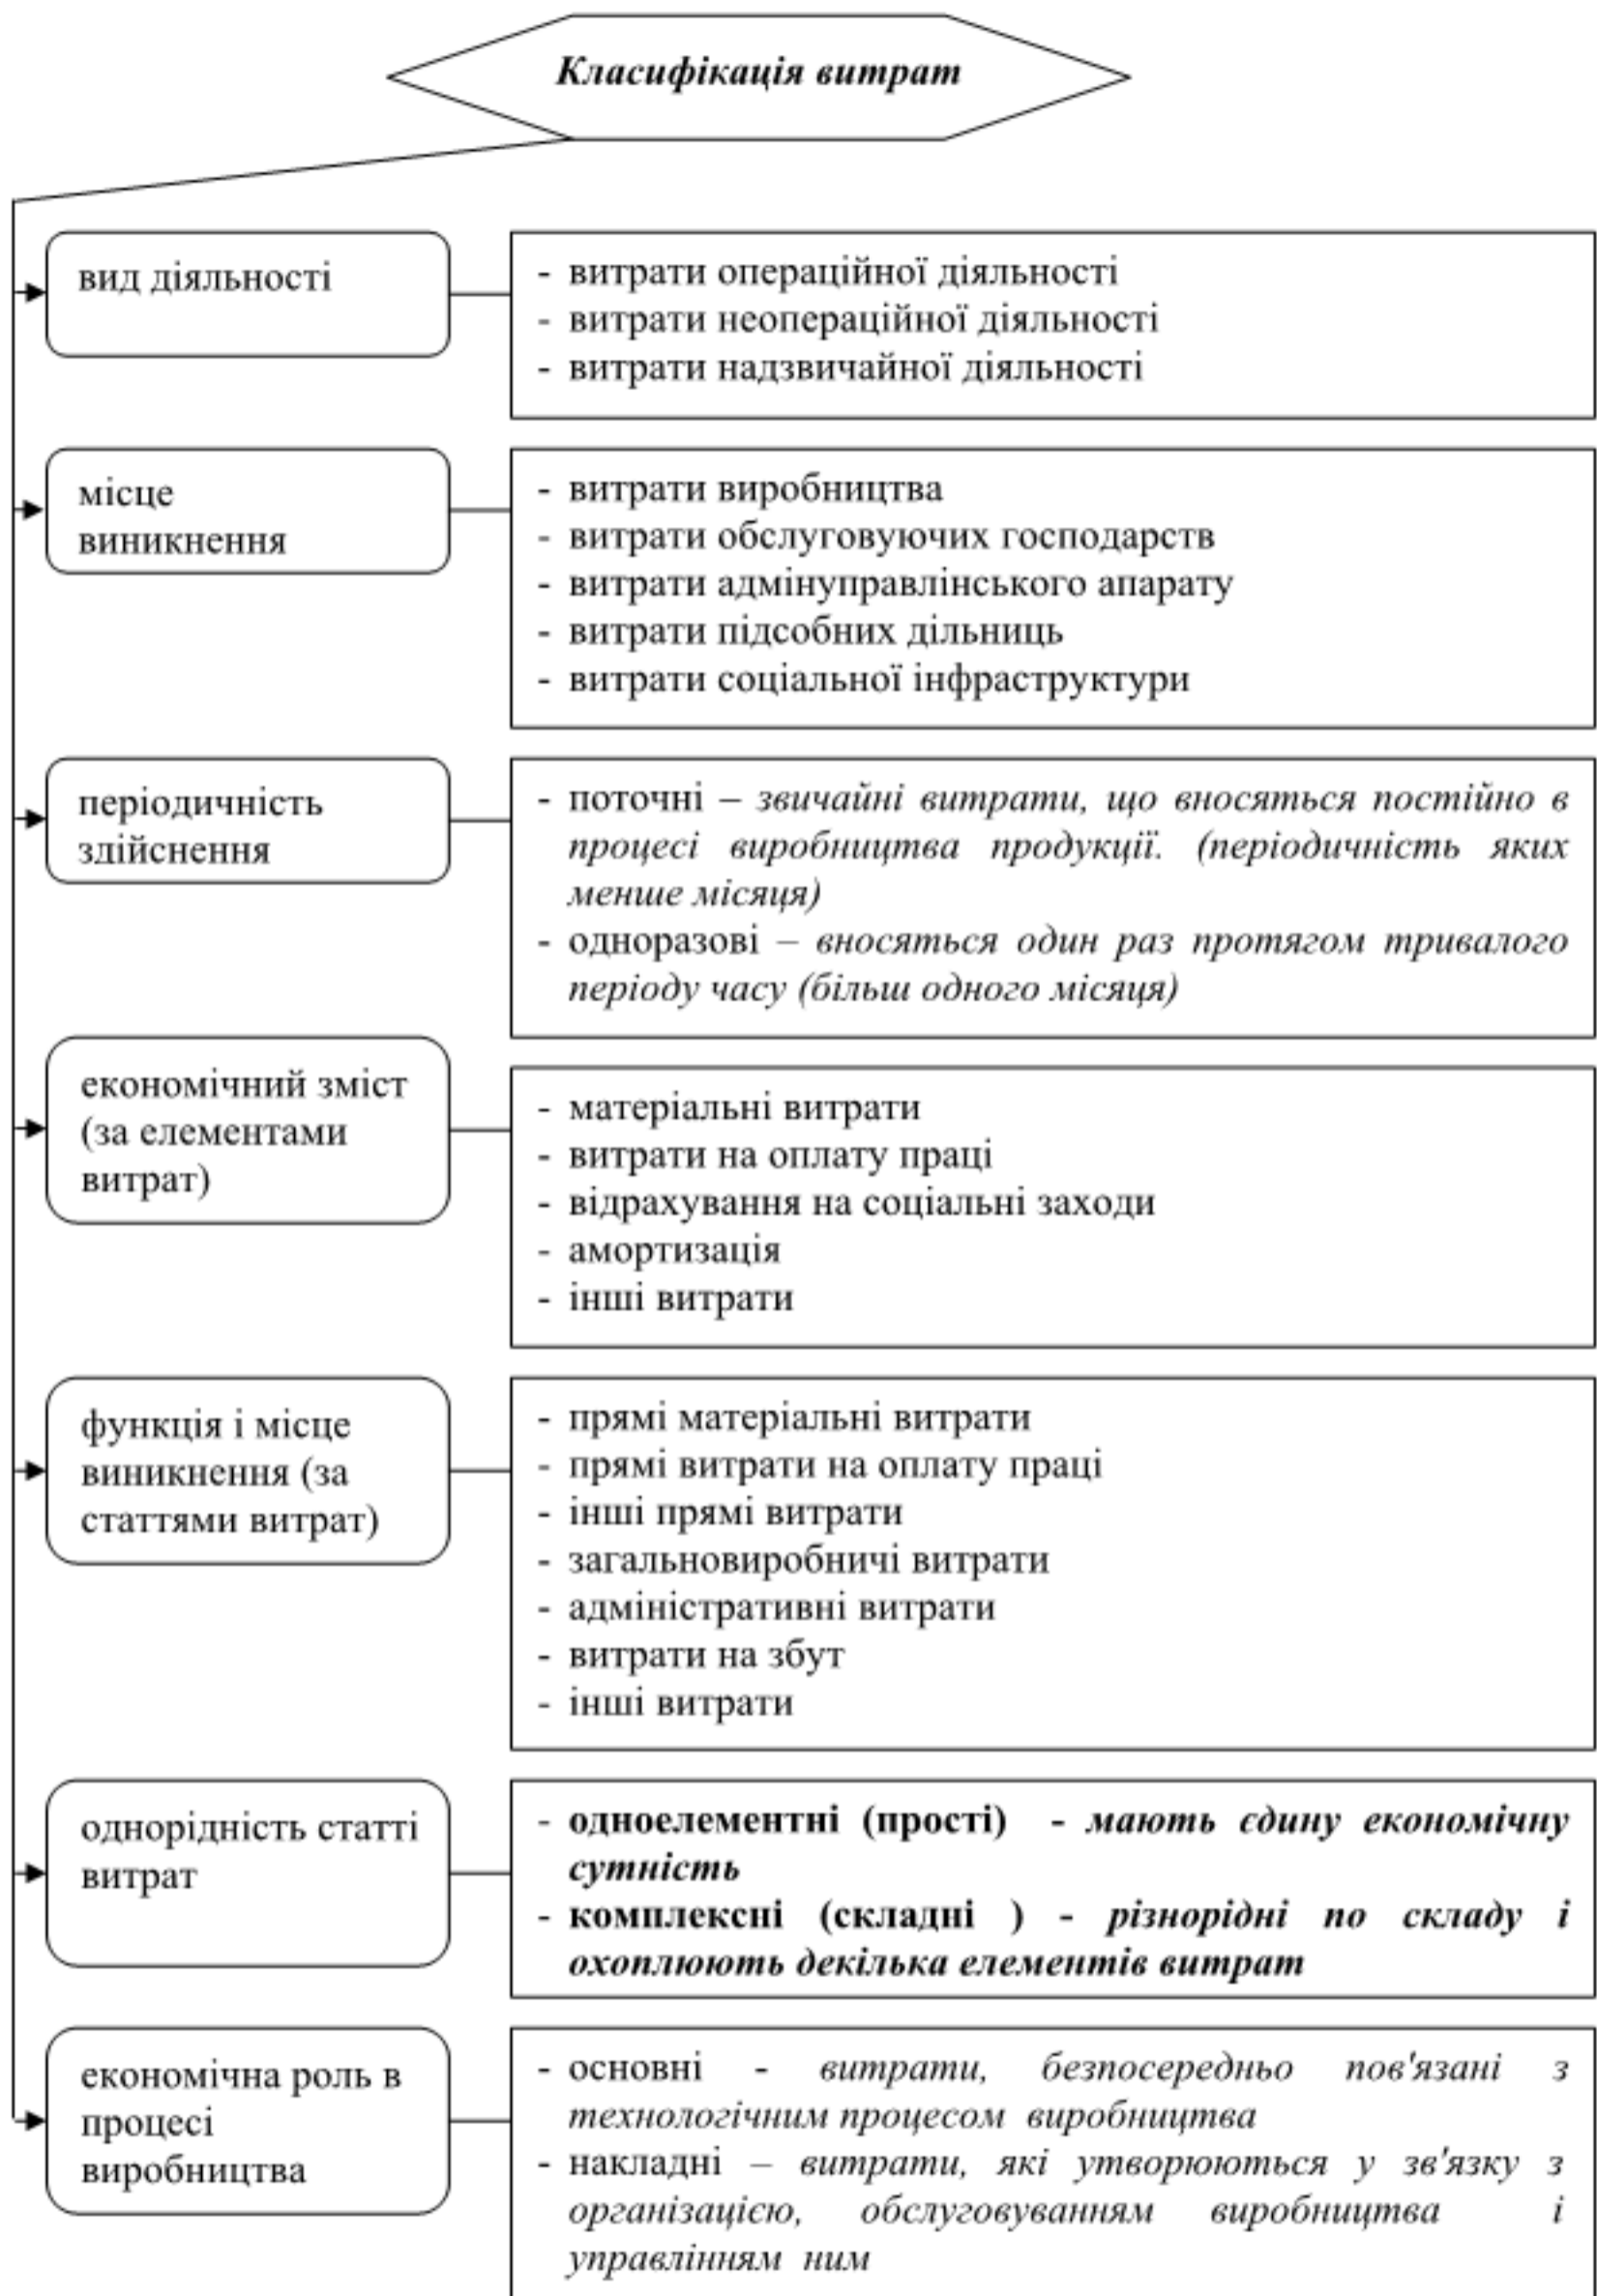 Класифікація витрат
вид діяльності
- витрати операційної діяльності
- витрати неопераційної діяльності
- витрати надзвичайної діяльності
місце
виникнення
- витрати виробництва
- витрати обслуговуючих господарств
- витрати адмінуправлінського апарату
- витрати підсобних дільниць
- витрати соціальної інфраструктури
періодичність
здійснення
- поточні – звичайні витрати, що вносяться постійно в
процесі виробництва продукції. (періодичність яких
менше місяця)
- одноразові – вносяться один раз протягом тривалого
періоду часу (більш одного місяця)
економічний зміст
(за елементами
витрат)
- матеріальні витрати
- витрати на оплату праці
- відрахування на соціальні заходи
- амортизація
- інші витрати
функція і місце
виникнення (за
статтями витрат)
- прямі матеріальні витрати
- прямі витрати на оплату праці
- інші прямі витрати
- загальновиробничі витрати
- адміністративні витрати
- витрати на збут
- інші витрати
однорідність статті
витрат
- одноелементні (прості) - мають єдину економічну
сутність
- комплексні (складні ) - різнорідні по складу і
охоплюють декілька елементів витрат
економічна роль в
процесі
виробництва
- основні - витрати, безпосередньо пов'язані з
технологічним процесом виробництва
- накладні – витрати, які утворюються у зв'язку з
організацією, обслуговуванням виробництва і
управлінням ним